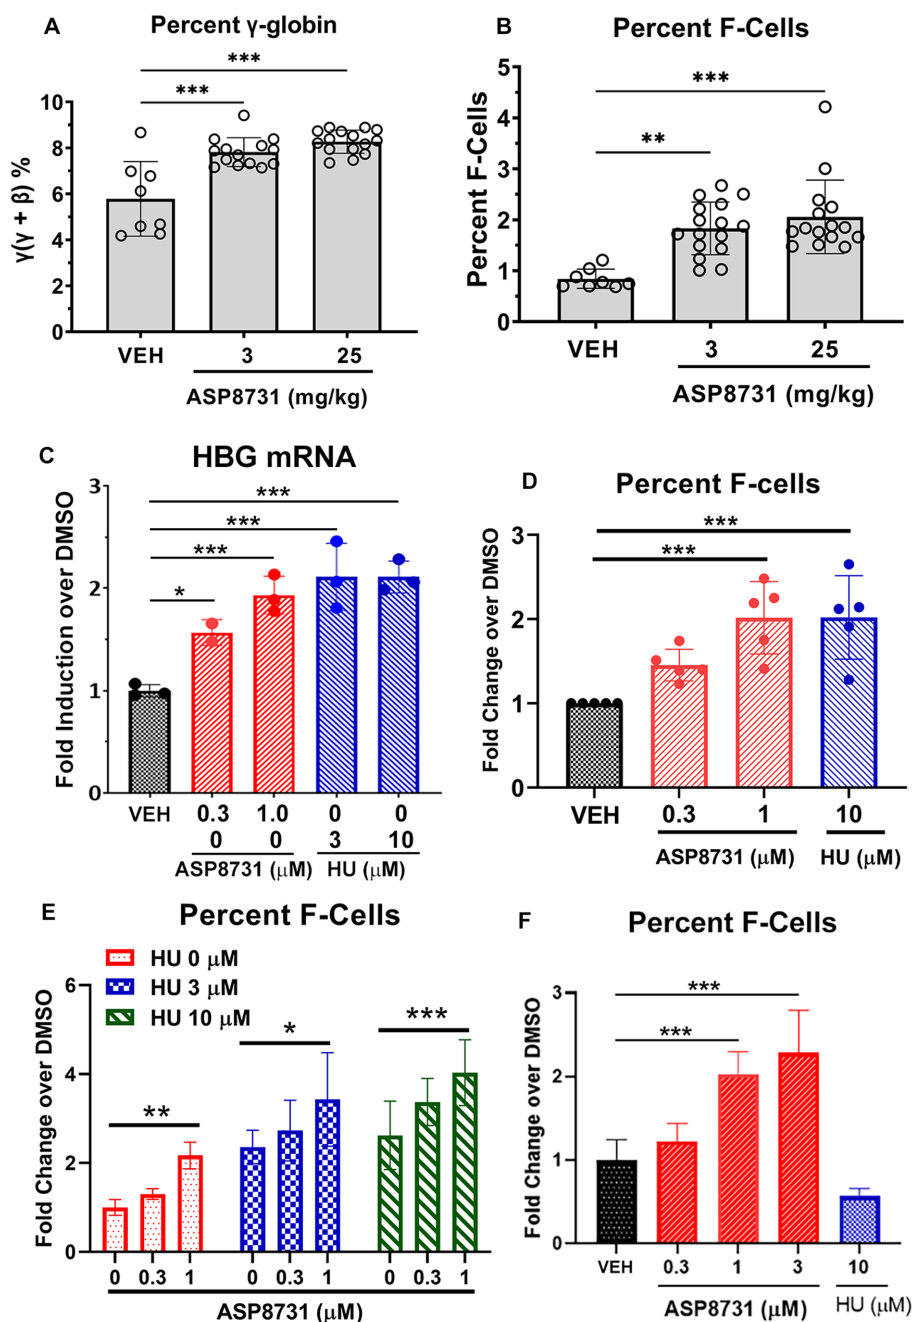 A
Percent γ-globin
***
***
γ(γ + β) %
10
8
6
4
2
0
VEH
3
25
ASP8731 (mg/kg)
B
Percent F-Cells
***
**
Percent F-Cells
5
4
3
2
1
0
VEH
3
25
ASP8731 (mg/kg)
C
HBG mRNA
***
***
***
*
Fold Induction over DMSO
3
2
1
0
VEH
0.3 1.0 0 0
0 0 3 10
ASP8731 (μM) HU (μM)
D
Percent F-cells
***
***
Fold Change over DMSO
3
2
1
0
VEH
0.3 1 10
ASP8731 (μM) HU (μM)
E
Percent F-Cells
HU 0 μM
HU 3 μM
HU 10 μM
**
*
***
Fold Change over DMSO
6
4
2
0
0 0.3 1 0 0.3 1 0 0.3 1
ASP8731 (μM)
F
Percent F-Cells
***
***
Fold Change over DMSO
3
2
1
0
VEH 0.3 1 3 10
ASP8731 (μM) HU (μM)